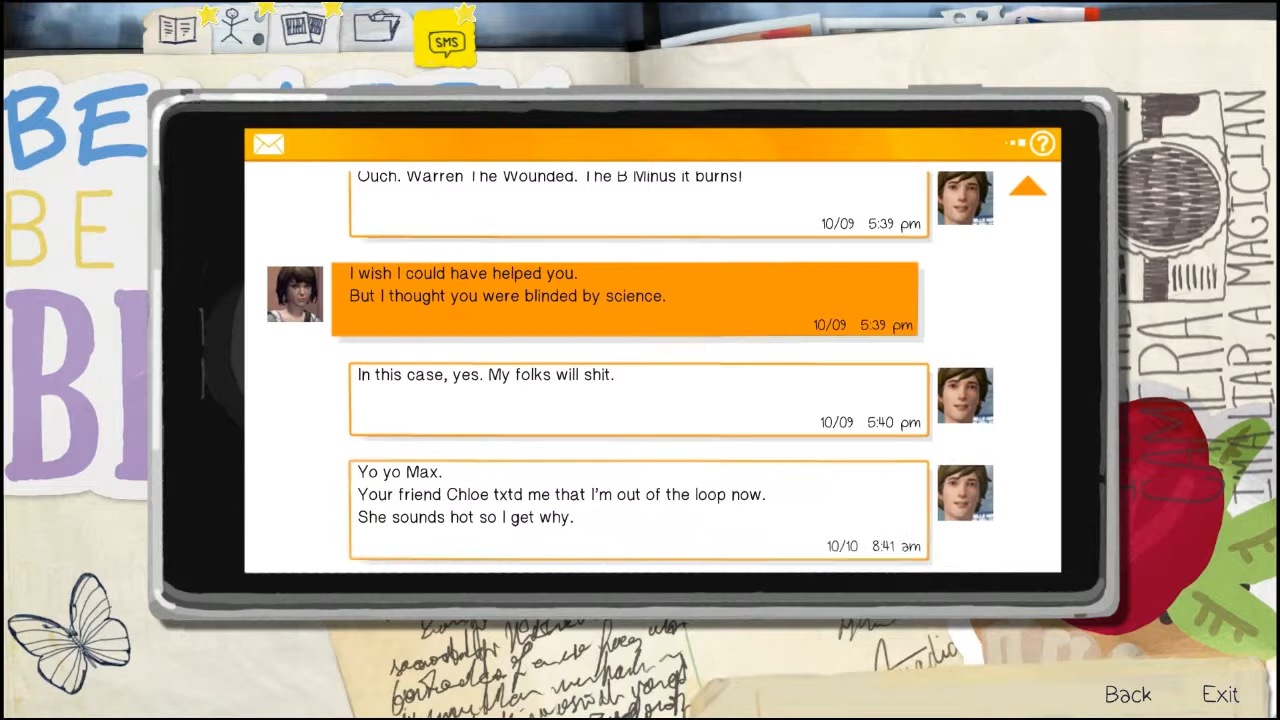 SMS
BE
BE
Ouch. Warren The Wounded. The B Minus it burns!
10/09 5:39 pm
I wish I could have helped you.
But I thought you were blinded by science.
10/09 5:39 pm
In this case, yes. My folks will shit.
10/09 5:40 pm
Yo yo Max.
Your friend Chloe txtd me that I'm out of the loop now.
She sounds hot so I get why.
10/10 8:41 am
?
CAMERA
LIAR, A MAGICIAN
Back Exit